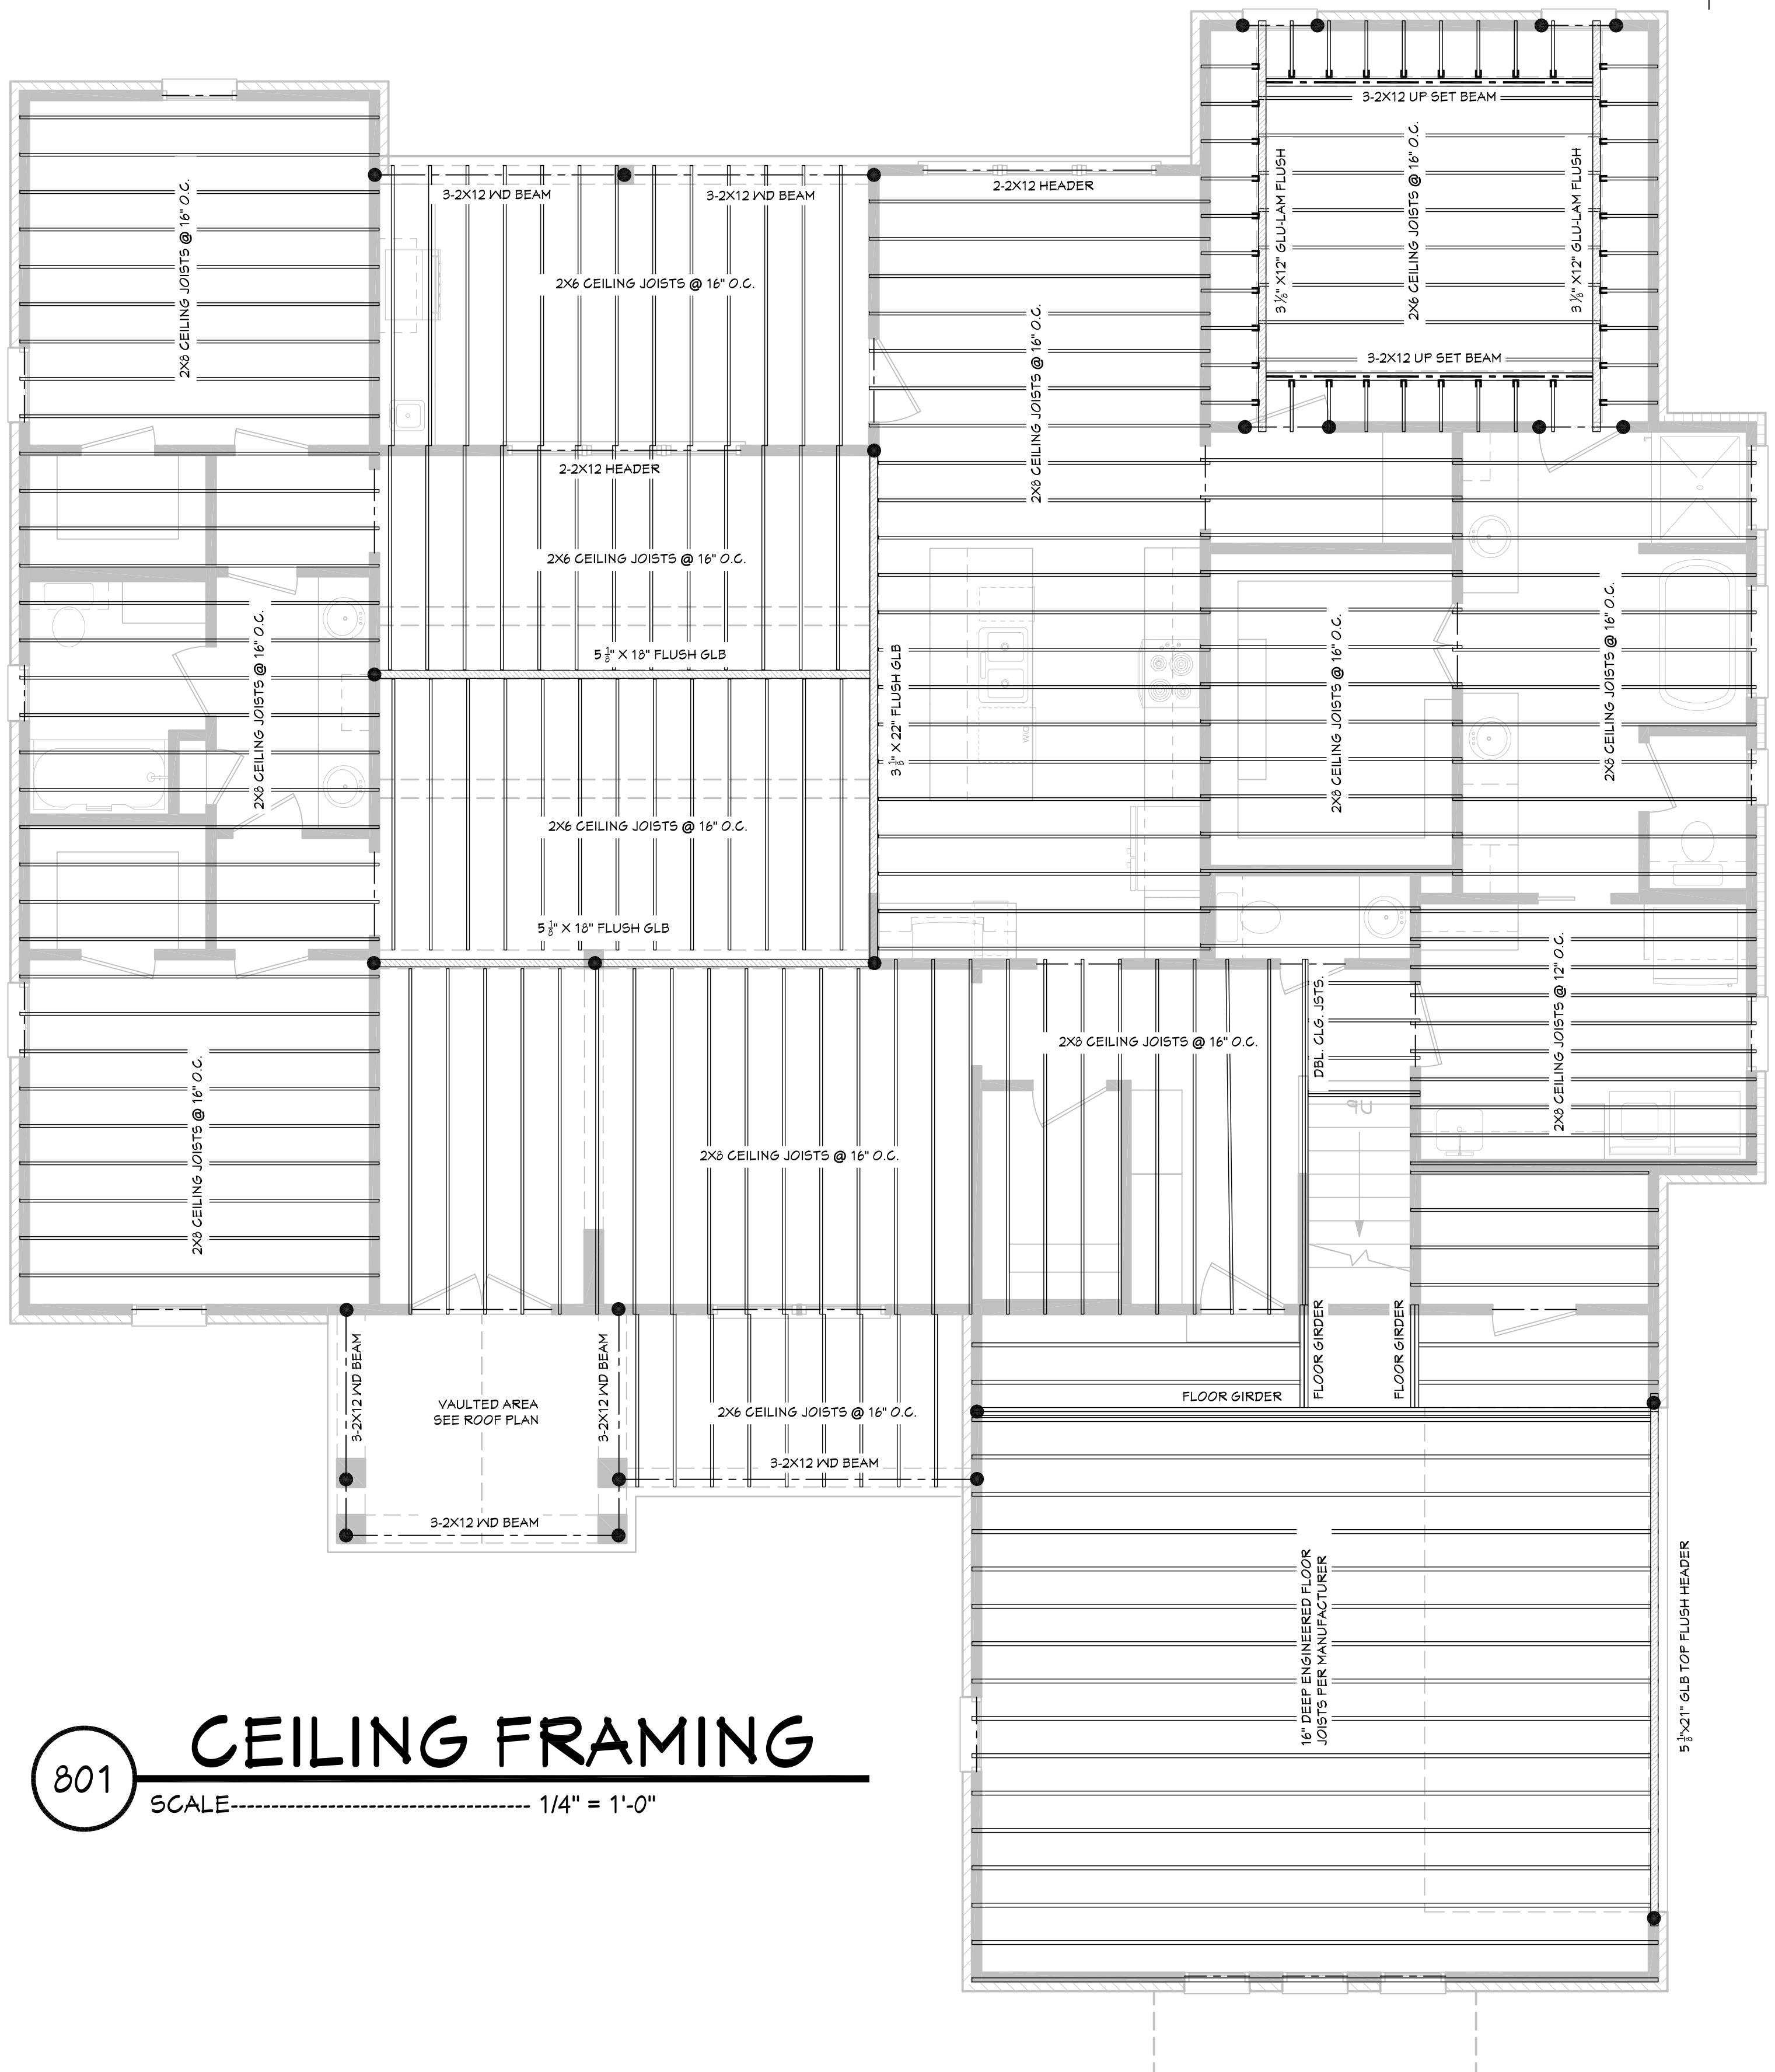 3-2X12 UP SET BEAM
3 1/8" X12" GLU-LAM FLUSH
2X6 CEILING JOISTS @ 16" O.C.
3 1/8" X12" GLU-LAM FLUSH
3-2X12 UP SET BEAM
2X8 CEILING JOISTS @ 16" O.C.
3-2X12 WD BEAM
3-2X12 WD BEAM
2-2X12 HEADER
2X6 CEILING JOISTS @ 16" O.C.
2X8 CEILING JOISTS @ 16" O.C.
2-2X12 HEADER
2X6 CEILING JOISTS @ 16" O.C.
5 1/8" X 18" FLUSH GLB
3 1/8" X 22" FLUSH GLB
2X8 CEILING JOISTS @ 16" O.C.
2X8 CEILING JOISTS @ 16" O.C.
2X8 CEILING JOISTS @ 16" O.C.
W/D
2X6 CEILING JOISTS @ 16" O.C.
5 1/8" X 18" FLUSH GLB
2X8 CEILING JOISTS @ 16" O.C.
DBL. CLG. JSTS.
2X8 CEILING JOISTS @ 12" O.C.
UP
2X8 CEILING JOISTS @ 16" O.C.
2X8 CEILING JOISTS @ 16" O.C.
3-2X12 WD BEAM
3-2X12 WD BEAM
VAULTED AREA
SEE ROOF PLAN
FLOOR GIRDER
FLOOR GIRDER
FLOOR GIRDER
2X6 CEILING JOISTS @ 16" O.C.
3-2X12 WD BEAM
3-2X12 WD BEAM
16" DEEP ENGINEERED FLOOR
JOISTS PER MANUFACTURER
5 1/8"x21" GLB TOP FLUSH HEADER
801
CEILING FRAMING
SCALE------------------------------------- 1/4" = 1'-0"